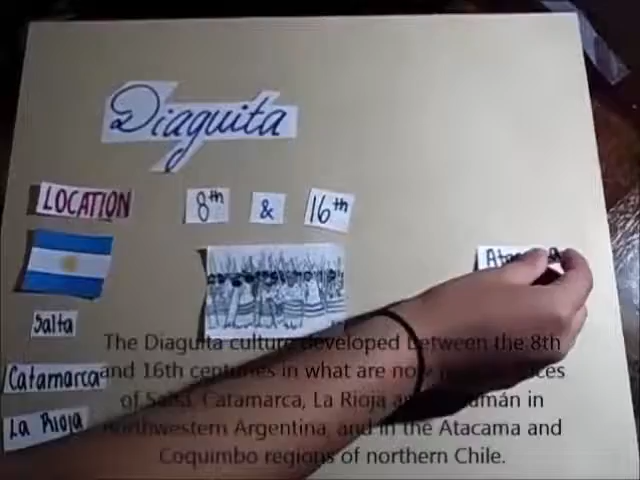 Diaguita
LOCATION 8th & 16th
Salta
Catamarca
La Rioja
The Diaguita culture developed between the 8th
and 16th centuries in what are now
of Salta, Catamarca, La Rioja
Northwestern Argentina, and in the Atacama and
Coquimbo regions of northern Chile.